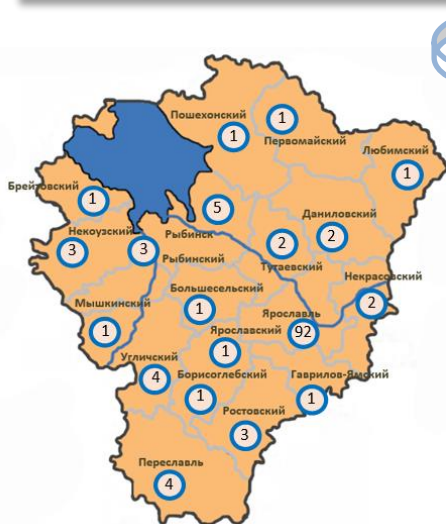 Пошехонский
1
1
Первомайский
Любимский
1
Брейтовский
1
5
Даниловский
2
Некоузский
3
3
Рыбинск
2
Рыбинский
Тутаевский
Некрасовский
2
Большесельский
1
Мышкинский
1
Ярославль
92
Ярославский
1
Угличский
4
Борисоглебский
1
Гаврилов-Ямский
1
Ростовский
3
Переславль
4